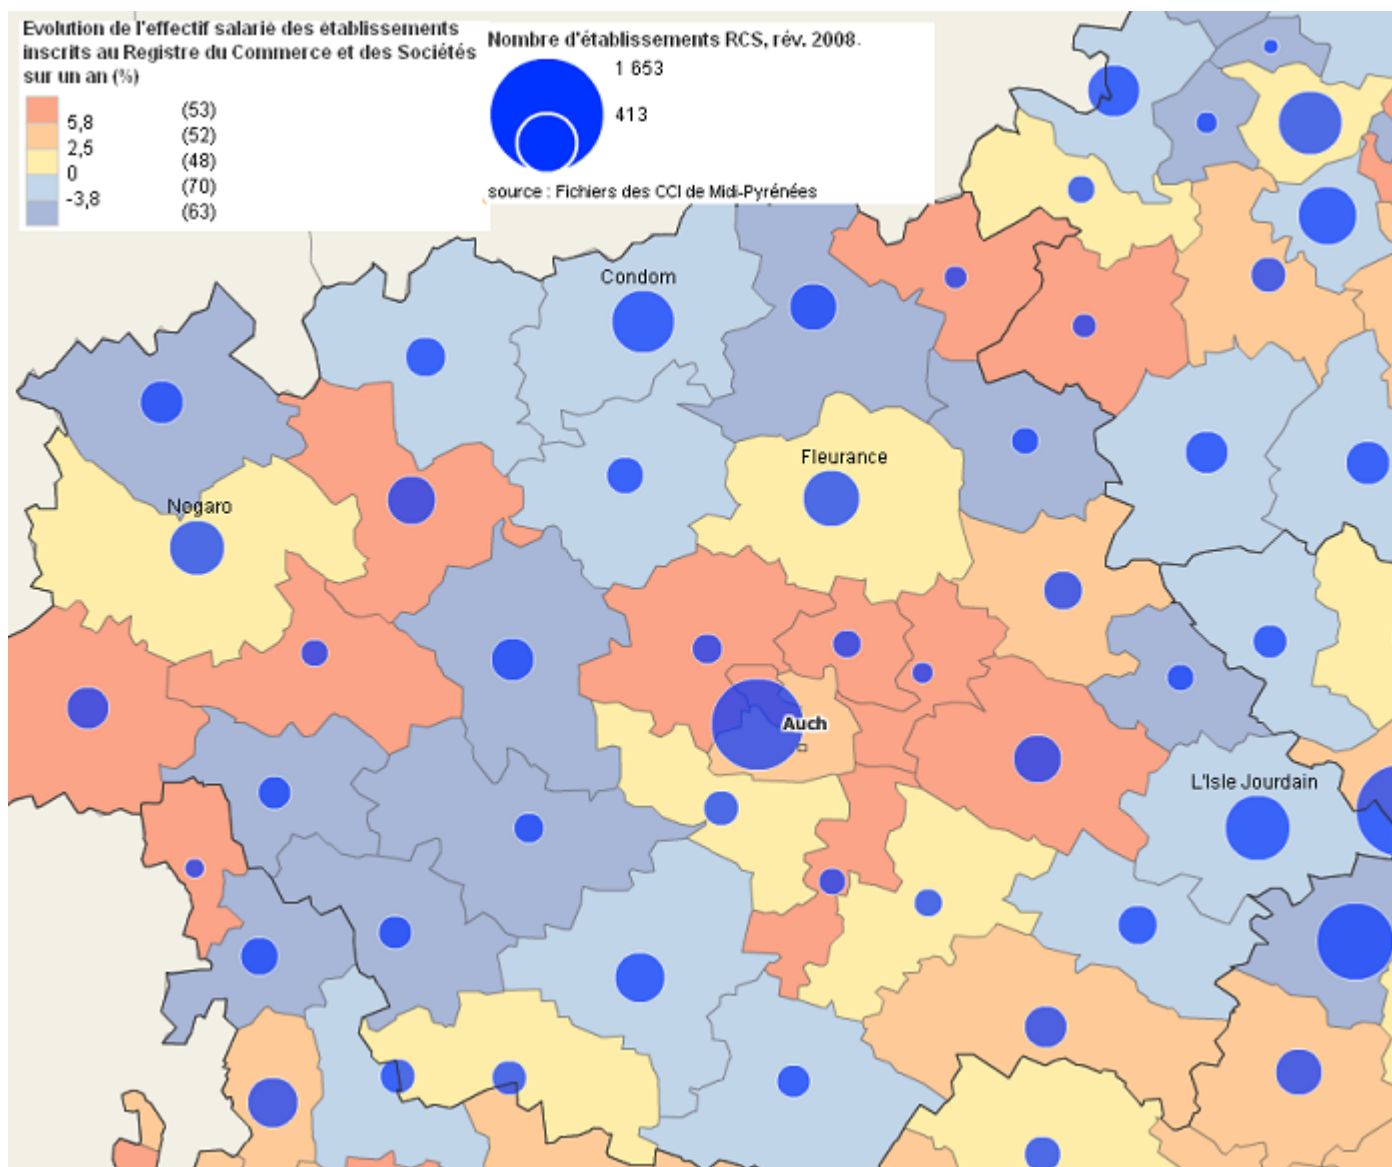 Evolution de l'effectif salarié des établissements
inscrits au Registre du Commerce et des Sociétés
sur un an (%)
(53)
5,8
(52)
2,5
(48)
0
(70)
-3,8
(63)
Nombre d'établissements RCS, rév. 2008.
1 653
413
source : Fichiers des CCI de Midi-Pyrénées
Condom
Fleurance
Nogaro
Auch
L'Isle Jourdain